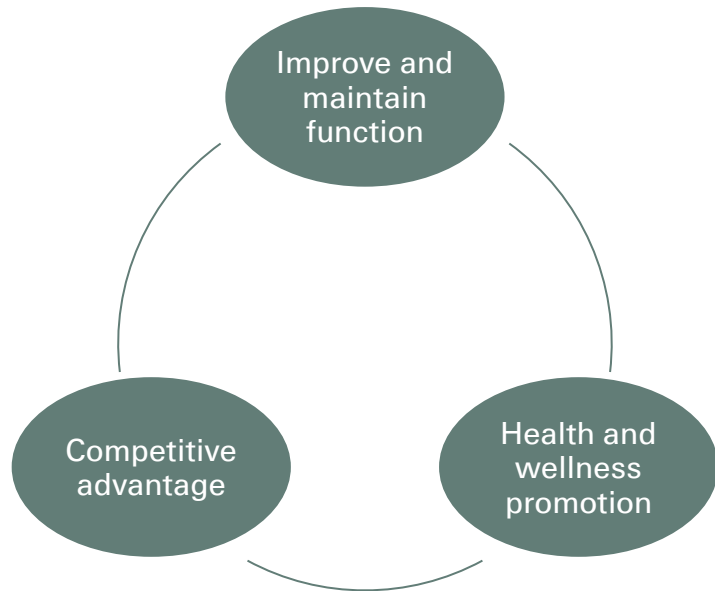 Improve and
maintain
function
Competitive
advantage
Health and
wellness
promotion